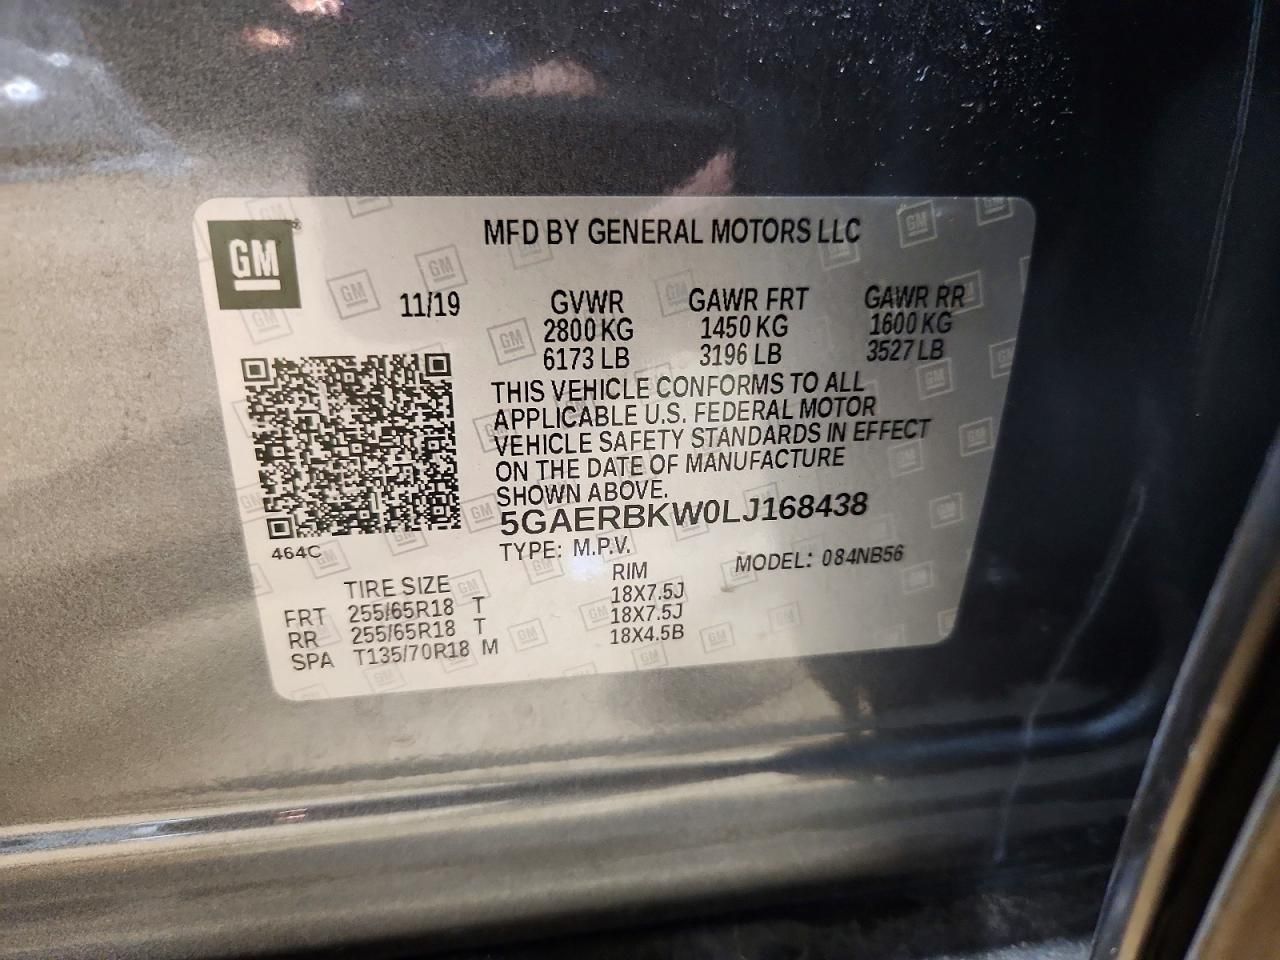 GM
MFD BY GENERAL MOTORS LLC
11/19 GVWR GAWR FRT GAWR RR
2800 KG 1450 KG 1600 KG
6173 LB 3196 LB 3527 LB
THIS VEHICLE CONFORMS TO ALL
APPLICABLE U.S. FEDERAL MOTOR
VEHICLE SAFETY STANDARDS IN EFFECT
ON THE DATE OF MANUFACTURE
SHOWN ABOVE.
5GAERBKW0LJ168438
464C
TYPE: M.P.V. MODEL: 084NB56
TIRE SIZE RIM
FRT 255/65R18 T 18X7.5J
RR 255/65R18 T 18X7.5J
SPA T135/70R18 M 18X4.5B